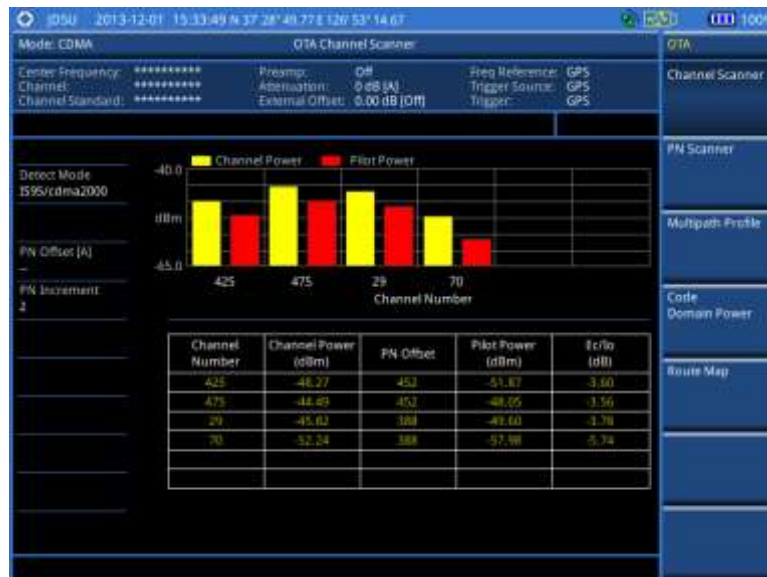 JDSU 2013-12-01 15:33:49 N 37° 28' 49.77 E 126° 53' 14.67 100%
Mode: CDMA OTA Channel Scanner OTA
Center Frequency: ********** Preamp: Off Freq Reference: GPS
Channel: ********** Attenuation: 0 dB [A] Trigger Source: GPS
Channel Standard: ********** External Offset: 0.00 dB [Off] Trigger: GPS
Channel Scanner
PN Scanner
Multipath Profile
Code
Domain Power
Route Map
Detect Mode
IS95/cdma2000
PN Offset [A]
--
PN Increment
2
Channel Power Pilot Power
-40.0
dBm
-65.0
425 475 29 70
Channel Number
Channel Number Channel Power (dBm) PN Offset Pilot Power (dBm) Ec/Io (dB)
425 -48.27 452 -51.87 -3.60
475 -44.49 452 -48.05 -3.56
29 -45.82 388 -49.60 -3.78
70 -52.24 388 -57.98 -5.74